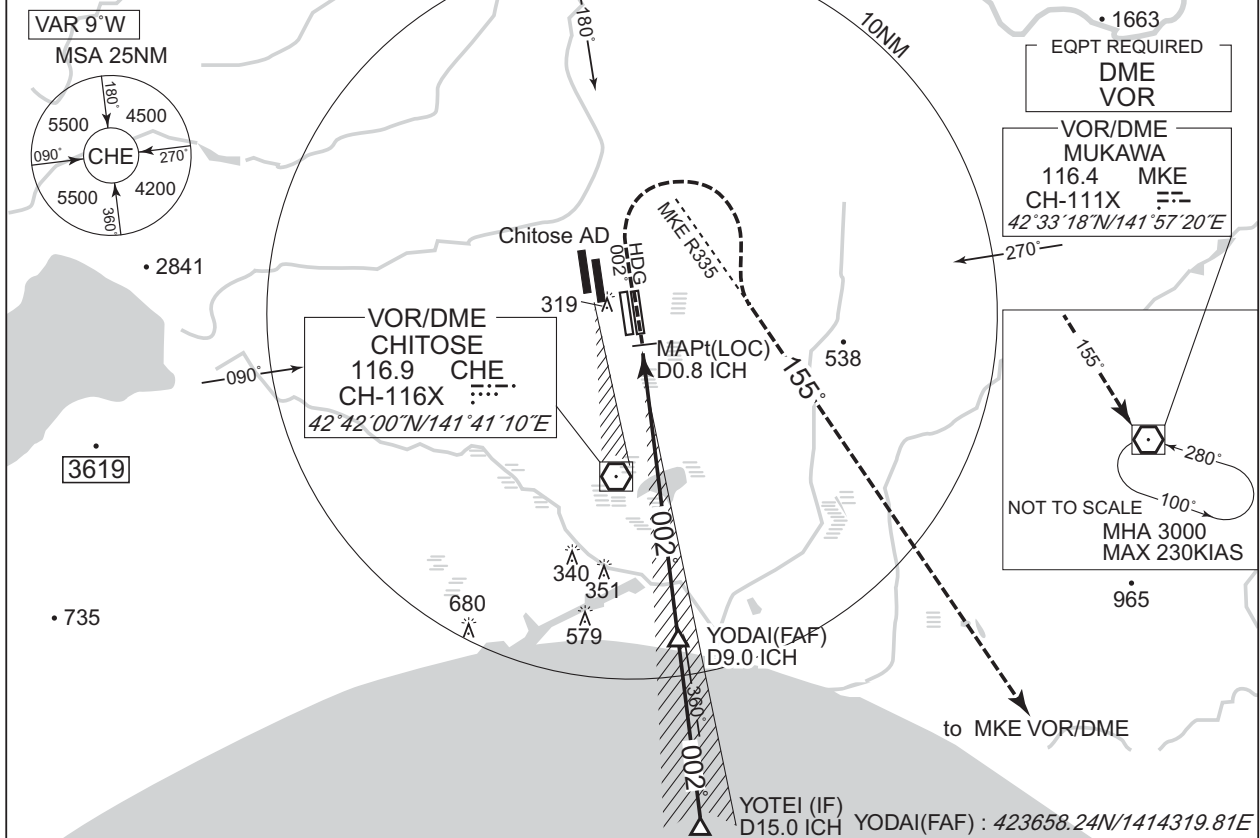 VAR 9°W
MSA 25NM
180°
4500
5500
090°
CHE
270°
5500
4200
360°
180°
10NM
1663
EQPT REQUIRED
DME
VOR
VOR/DME
MUKAWA
116.4 MKE
CH-111X
42°33´18˝N/141°57´20˝E
270°
2841
Chitose AD
319
HDG
002°
MKE R335
VOR/DME
CHITOSE
116.9 CHE
CH-116X
42°42´00˝N/141°41´10˝E
090°
MAPt(LOC)
D0.8 ICH
538
155°
155°
280°
100°
NOT TO SCALE
MHA 3000
MAX 230KIAS
3619
002°
340
351
680
579
735
965
YODAI(FAF)
D9.0 ICH
360°
002°
to MKE VOR/DME
YOTEI (IF)
D15.0 ICH
YODAI(FAF) : 423658.24N/1414319.81E